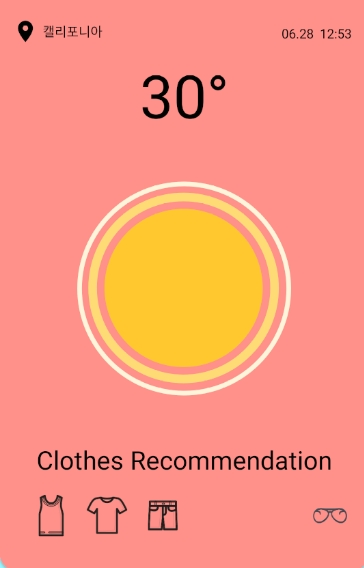 캘리포니아 06.28 12:53
30°
Clothes Recommendation